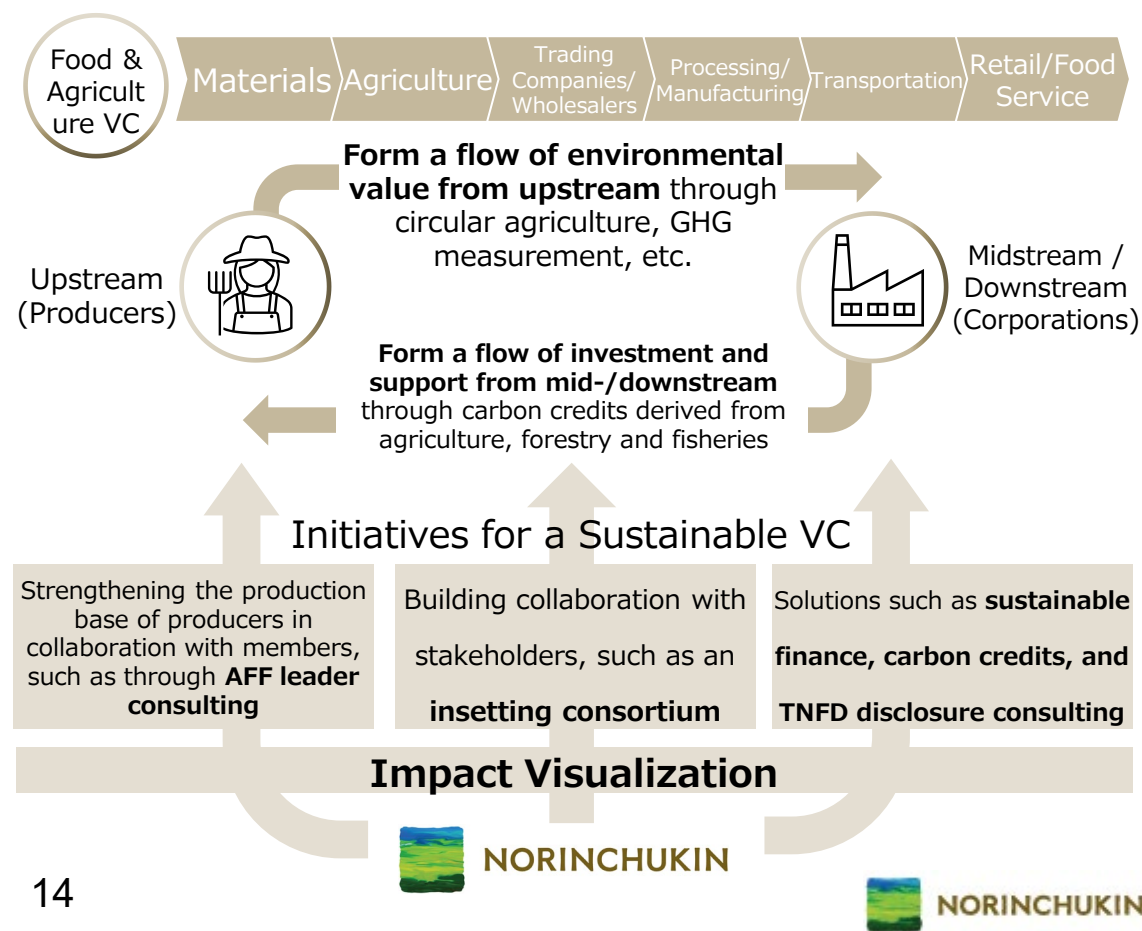 Food &
Agricult
ure VC
Materials
Agriculture
Trading
Companies/
Wholesalers
Processing/
Manufacturing
Transportation
Retail/Food
Service
Form a flow of environmental
value from upstream through
circular agriculture, GHG
measurement, etc.
Upstream
(Producers)
Midstream /
Downstream
(Corporations)
Form a flow of investment and
support from mid-/downstream
through carbon credits derived from
agriculture, forestry and fisheries
Initiatives for a Sustainable VC
Strengthening the production
base of producers in
collaboration with members,
such as through AFF leader
consulting
Building collaboration with
stakeholders, such as an
insetting consortium
Solutions such as sustainable
finance, carbon credits, and
TNFD disclosure consulting
Impact Visualization
NORINCHUKIN
14
NORINCHUKIN